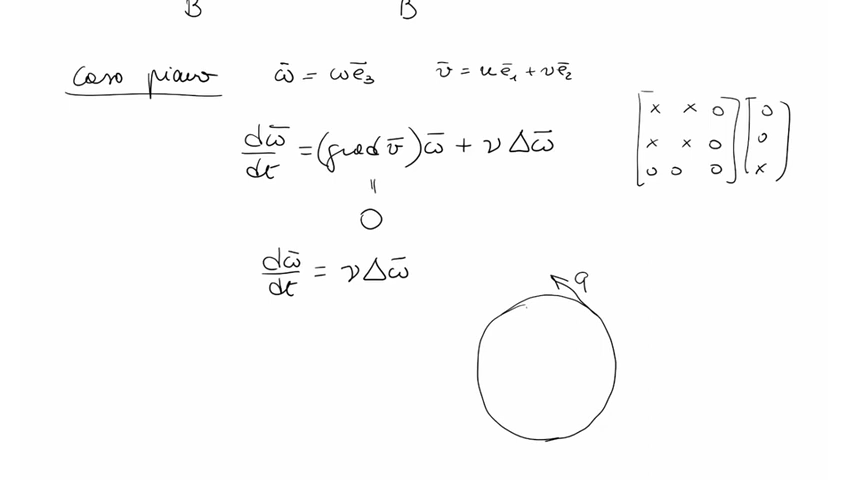 B B
Caso piano ω̄ = ωē₃ v̄ = uē₁ + vē₂
dω̄/dt = (grad v̄)ω̄ + ν Δω̄
[x x 0; x x 0; 0 0 0] [0; 0; x]
=
0
dω̄/dt = νΔω̄
q